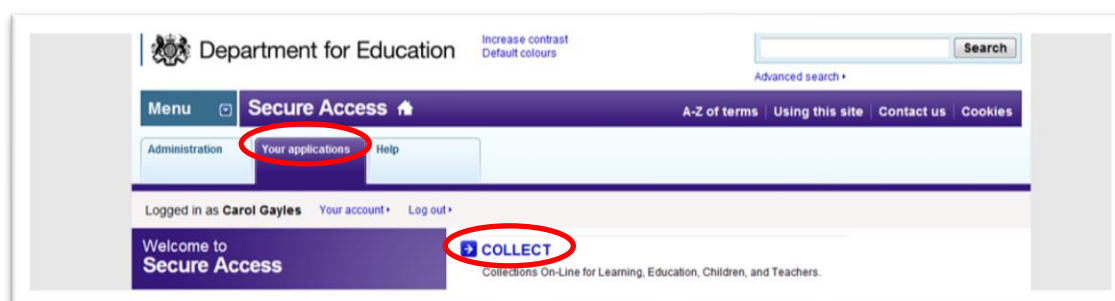 Department for Education
Increase contrast
Default colours
Search
Advanced search
Menu
Secure Access
A-Z of terms
Using this site
Contact us
Cookies
Administration
Your applications
Help
Logged in as Carol Gayles
Your account
Log out
Welcome to
Secure Access
COLLECT
Collections On-Line for Learning, Education, Children, and Teachers.